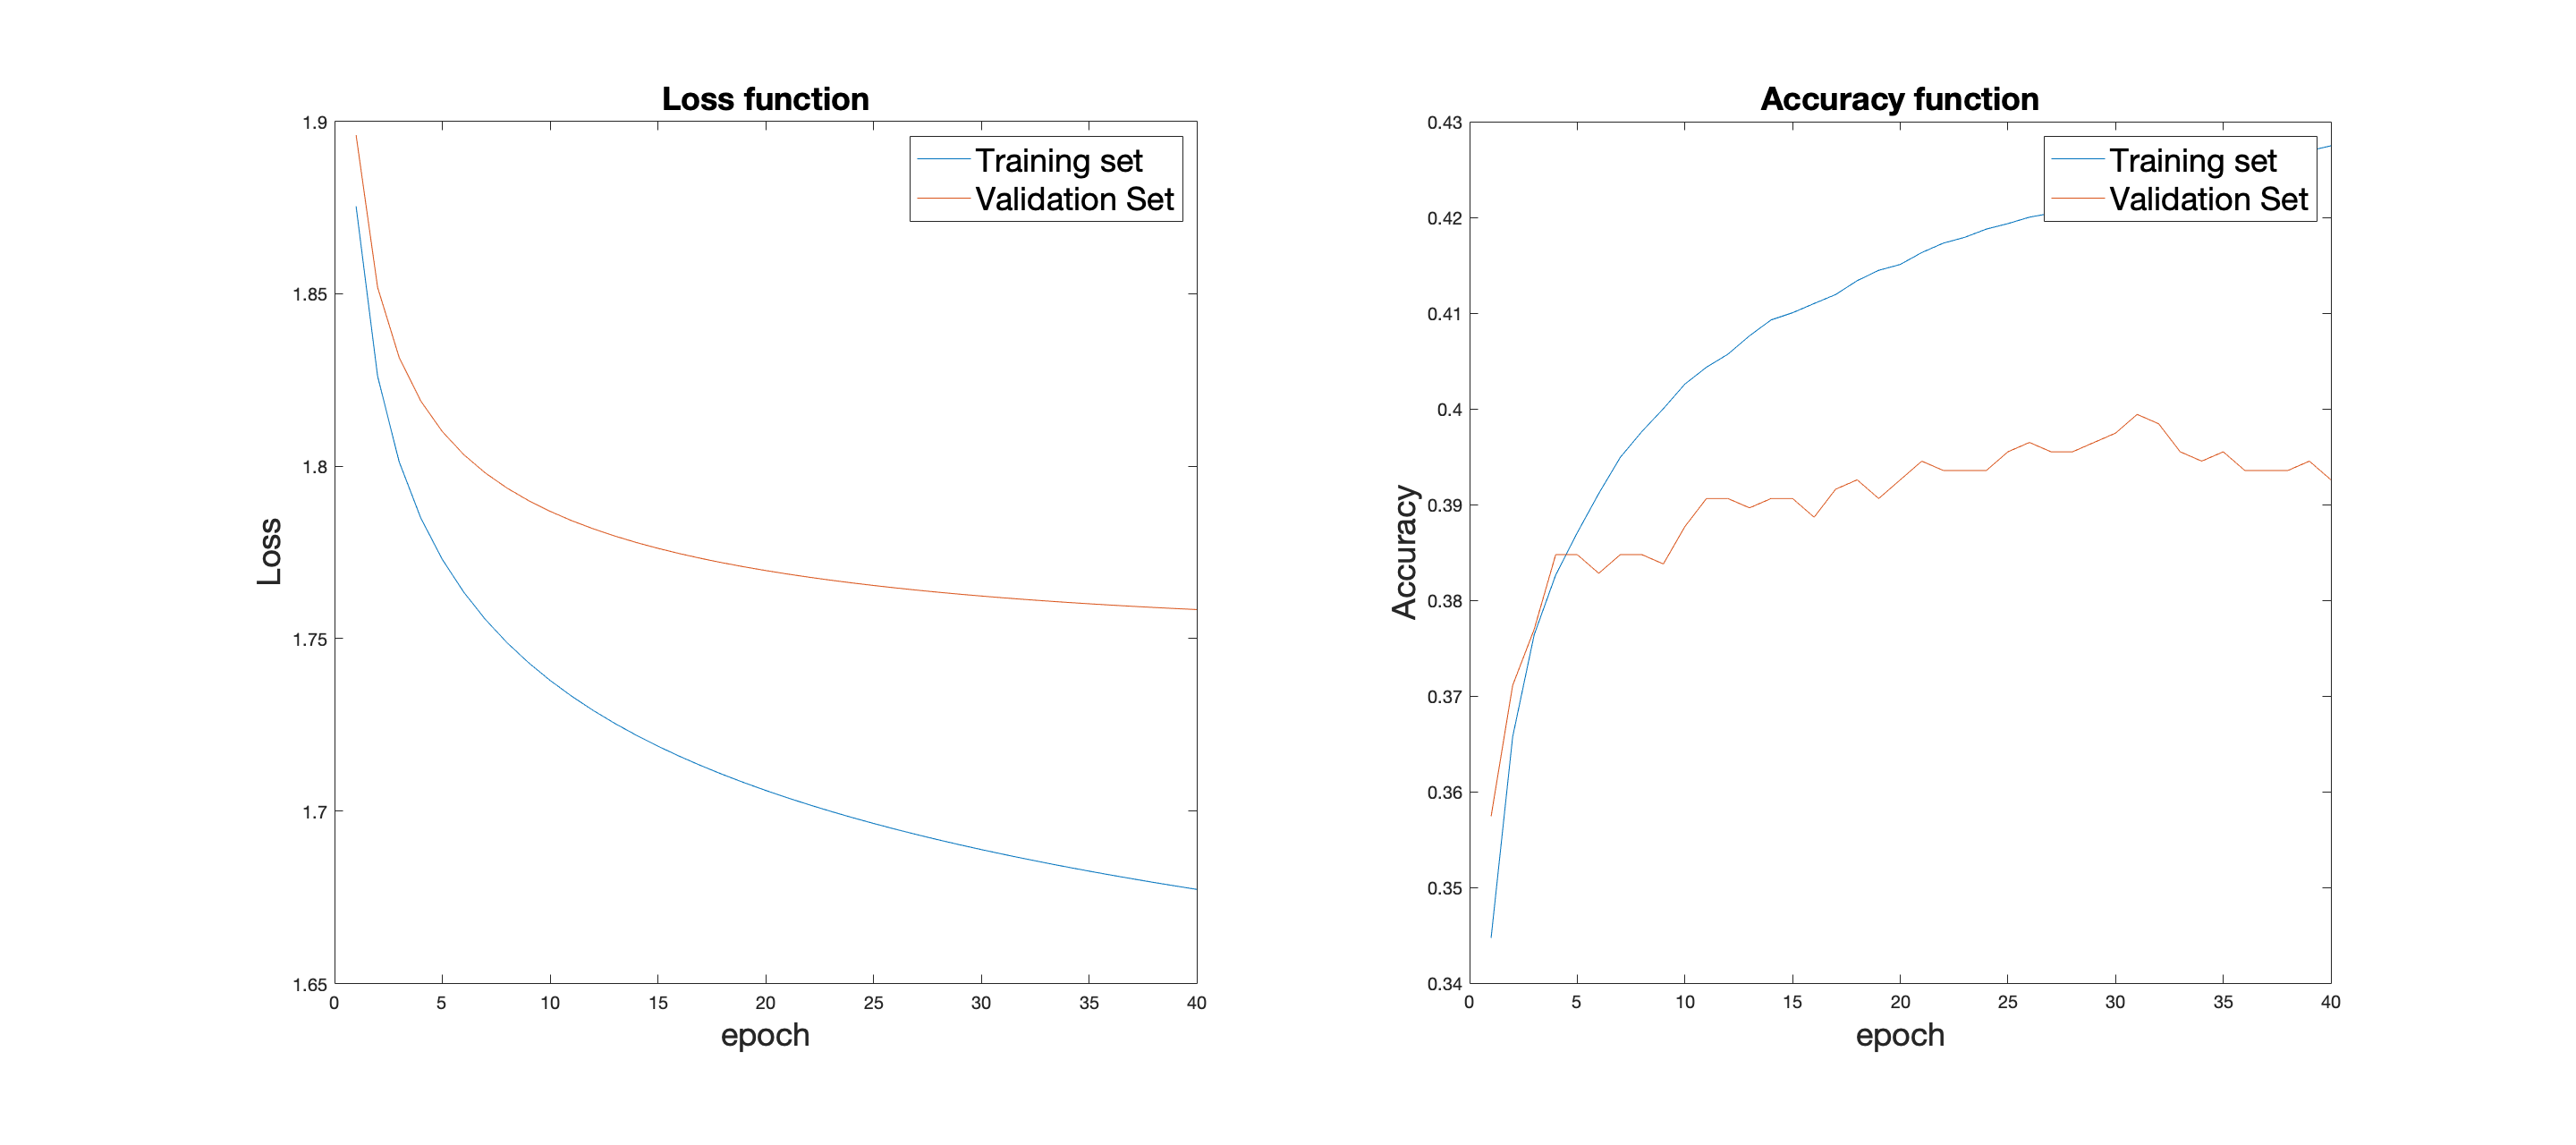 Loss function
1.9
1.85
1.8
1.75
1.7
1.65
Loss
0 5 10 15 20 25 30 35 40
epoch
Training set
Validation Set
Accuracy function
0.43
0.42
0.41
0.4
0.39
0.38
0.37
0.36
0.35
0.34
Accuracy
0 5 10 15 20 25 30 35 40
epoch
Training set
Validation Set